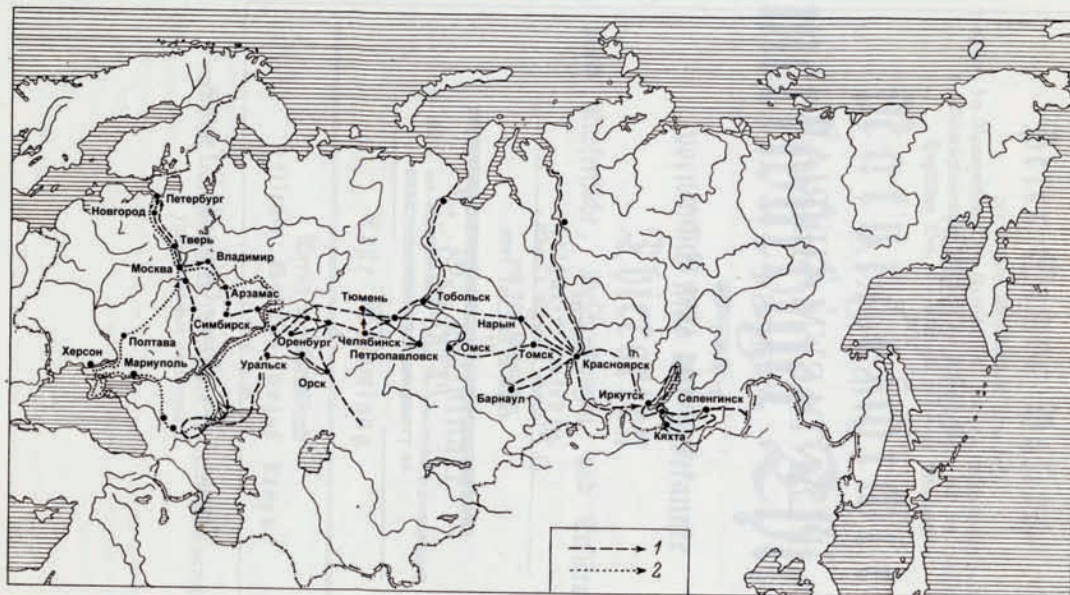 Петербург
Новгород
Тверь
Москва
Владимир
Арзамас
Тюмень
Тобольск
Симбирск
Нарын
Полтава
Оренбург
Челябинск
Омск
Томск
Херсон
Петропавловск
Мариуполь
Уральск
Красноярск
Орск
Барнаул
Иркутск
Селенгинск
Кяхта
1
2